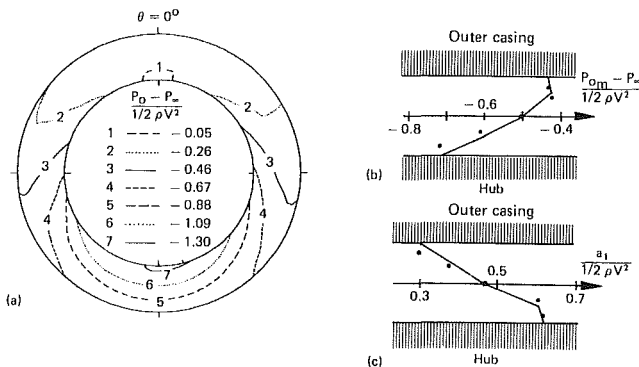 θ = 0°
1
2
2
3
3
4
4
5
6
7
P₀ – P∞
1/2 ρV²
1 – 0.05
2 – 0.26
3 – 0.46
4 – 0.67
5 – 0.88
6 – 1.09
7 – 1.30
(a)
Outer casing
P₀ₘ – P∞
1/2 ρV²
– 0.8
– 0.6
– 0.4
(b)
Hub
Outer casing
a₁
1/2 ρV²
0.3
0.5
0.7
(c)
Hub